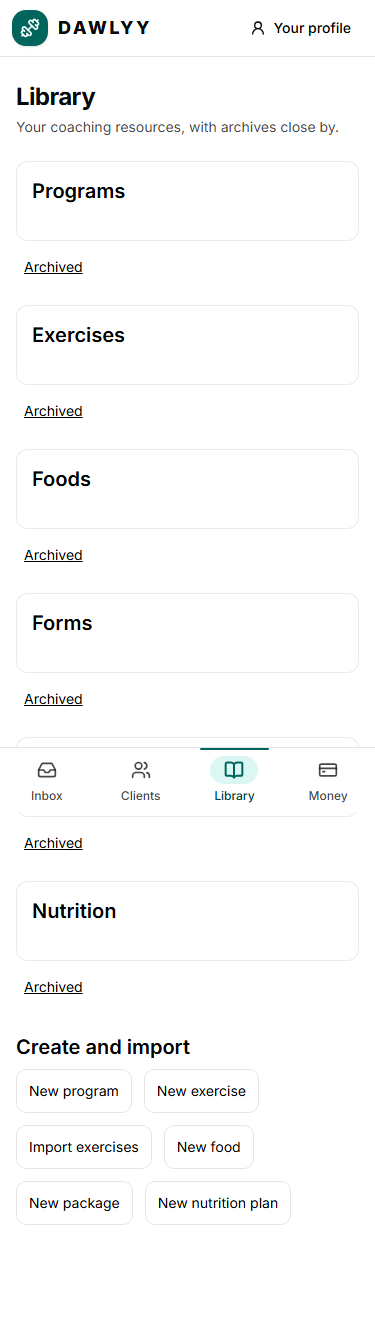 DAWLYY
Your profile
Library
Your coaching resources, with archives close by.
Programs
Archived
Exercises
Archived
Foods
Archived
Forms
Archived
Inbox
Clients
Library
Money
Archived
Nutrition
Archived
Create and import
New program
New exercise
Import exercises
New food
New package
New nutrition plan